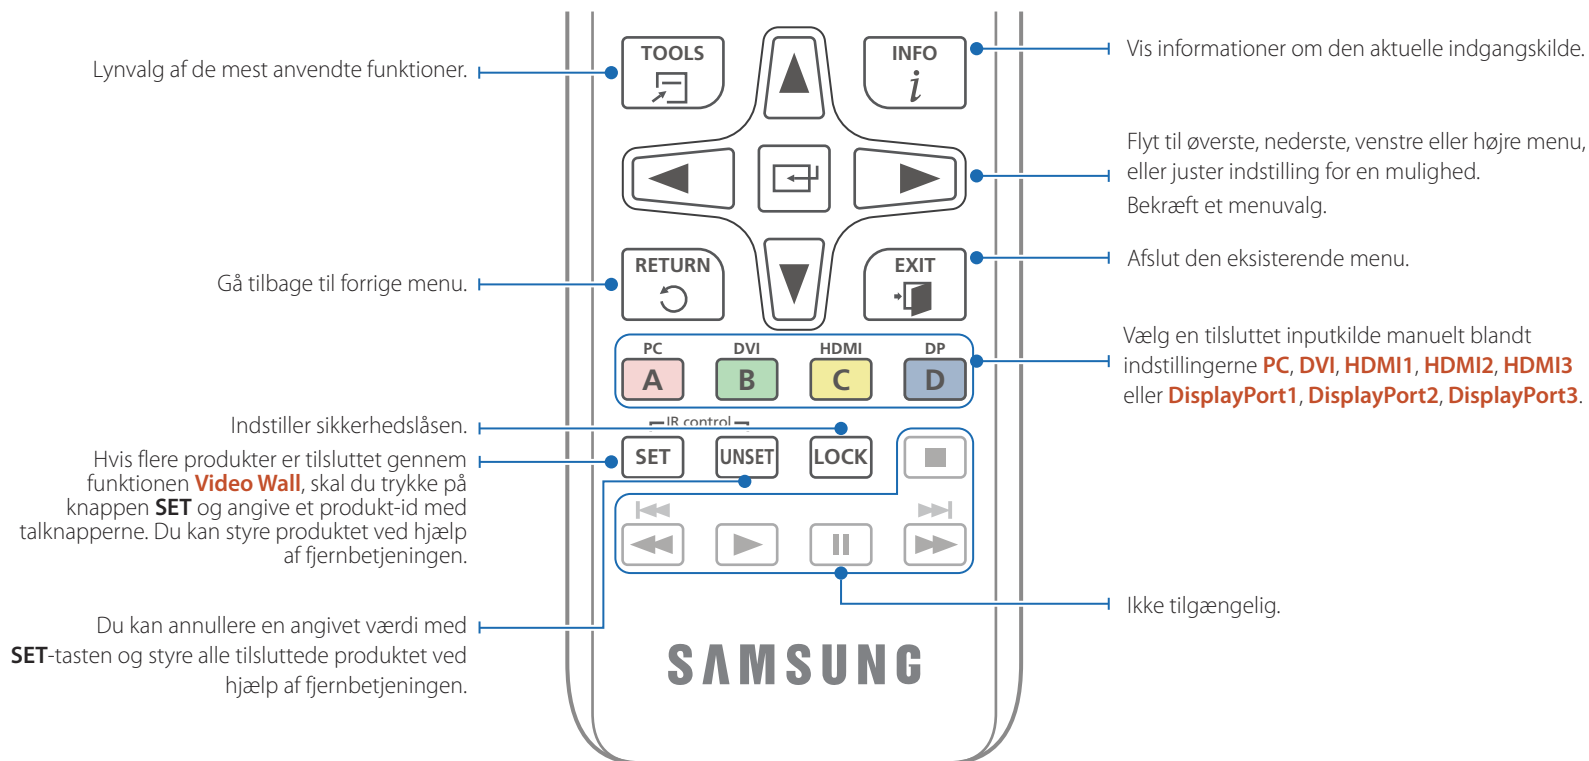 TOOLS
INFO
i
Lynvalg af de mest anvendte funktioner.
Vis informationer om den aktuelle indgangskilde.
Flyt til øverste, nederste, venstre eller højre menu,
eller juster indstilling for en mulighed.
Bekræft et menuvalg.
RETURN
EXIT
Gå tilbage til forrige menu.
Afslut den eksisterende menu.
PC DVI HDMI DP
A B C D
Vælg en tilsluttet inputkilde manuelt blandt
indstillingerne PC, DVI, HDMI1, HDMI2, HDMI3
eller DisplayPort1, DisplayPort2, DisplayPort3.
Indstiller sikkerhedslåsen.
IR control
SET UNSET LOCK
Hvis flere produkter er tilsluttet gennem
funktionen Video Wall, skal du trykke på
knappen SET og angive et produkt-id med
talknapperne. Du kan styre produktet ved hjælp
af fjernbetjeningen.
Ikke tilgængelig.
Du kan annullere en angivet værdi med
SET-tasten og styre alle tilsluttede produktet ved
hjælp af fjernbetjeningen.
SAMSUNG